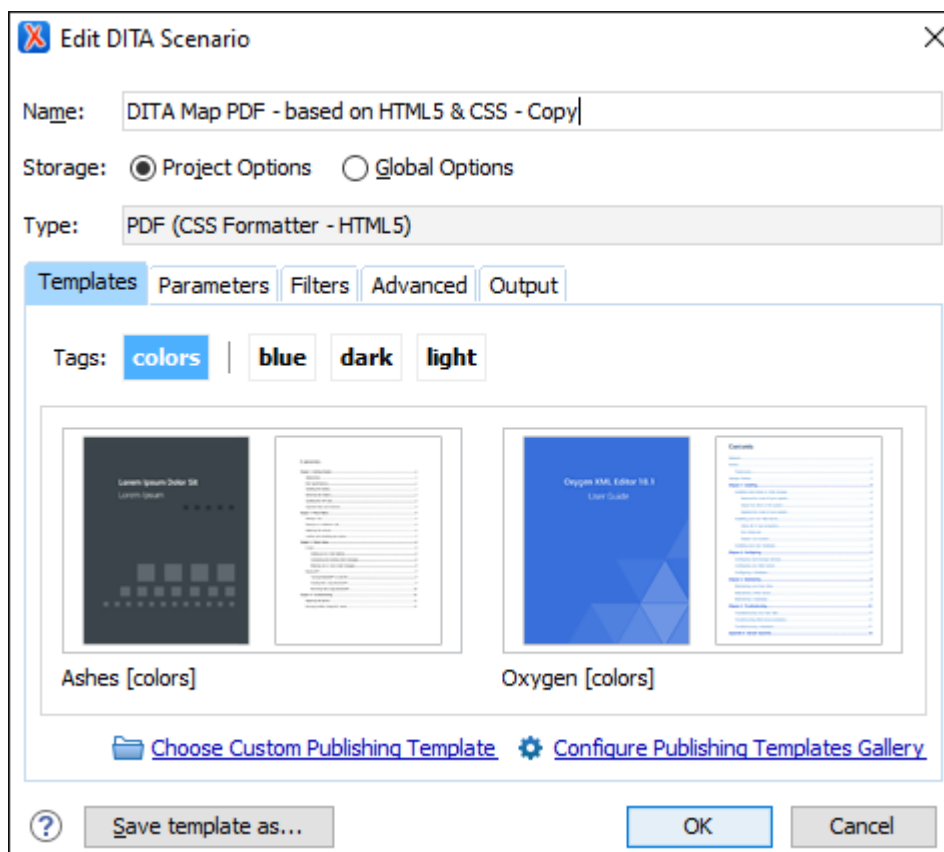 Edit DITA Scenario
Name: DITA Map PDF - based on HTML5 & CSS - Copy
Storage: Project Options Global Options
Type: PDF (CSS Formatter - HTML5)
Templates Parameters Filters Advanced Output
Tags: colors blue dark light
Lorem Ipsum Dolor Sit
Lorem Ipsum
Oxygen XML Editor 18.1
User Guide
Contents
Ashes [colors] Oxygen [colors]
Choose Custom Publishing Template Configure Publishing Templates Gallery
? Save template as... OK Cancel